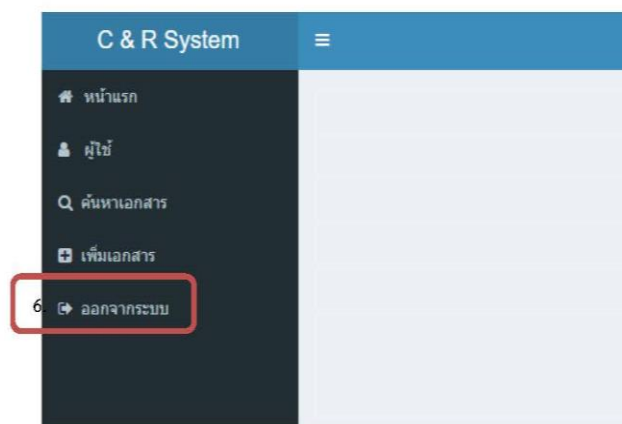 C & R System
หน้าแรก
ผู้ใช้
ค้นหาเอกสาร
เพิ่มเอกสาร
6. ออกจากระบบ